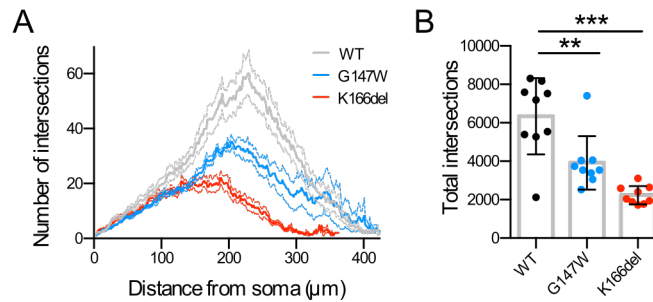 A
Number of intersections
60
40
20
0
0
100
200
300
400
Distance from soma (µm)
WT
G147W
K166del
B
***
**
Total intersections
10000
8000
6000
4000
2000
0
WT
G147W
K166del